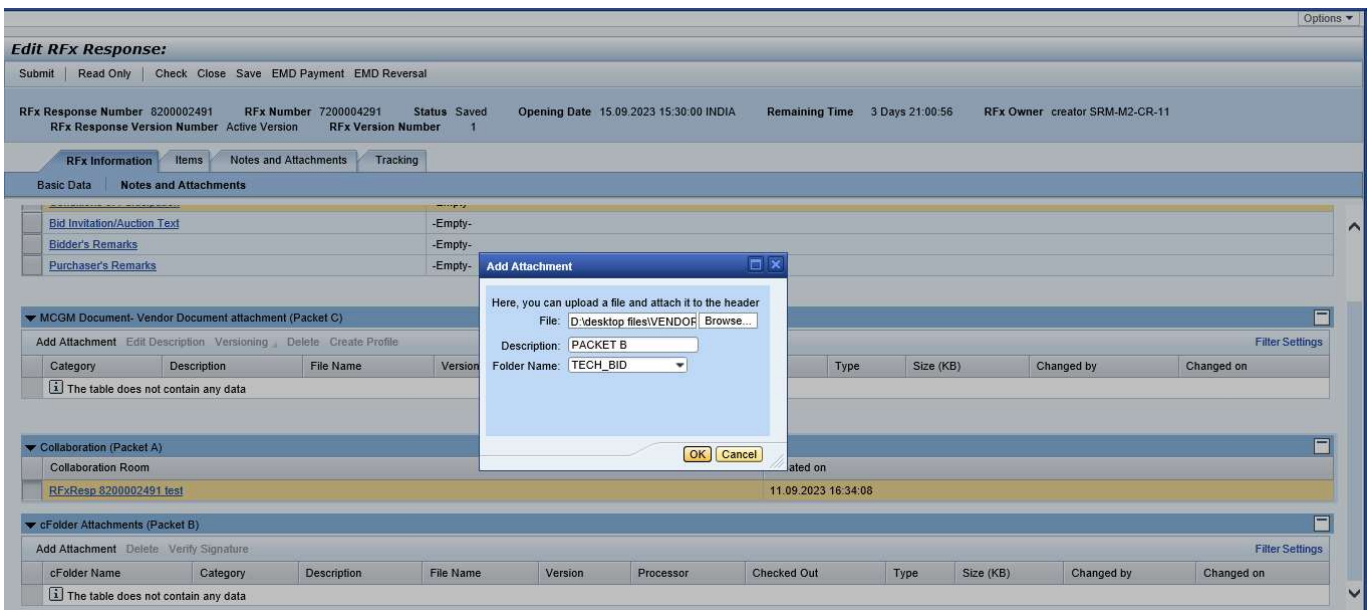 Options
Edit RFx Response:
Submit | Read Only | Check Close Save EMD Payment EMD Reversal
RFx Response Number 8200002491 RFx Number 7200004291 Status Saved Opening Date 15.09.2023 15:30:00 INDIA Remaining Time 3 Days 21:00:56 RFx Owner creator SRM-M2-CR-11
RFx Response Version Number Active Version RFx Version Number 1
RFx Information Items Notes and Attachments Tracking
Basic Data Notes and Attachments
Bid Invitation/Auction Text -Empty-
Bidder's Remarks -Empty-
Purchaser's Remarks -Empty-
Add Attachment
Here, you can upload a file and attach it to the header
File: D:\desktop files\VENDOR Browse...
Description: PACKET B
Folder Name: TECH_BID
OK Cancel
MCGM Document- Vendor Document attachment (Packet C)
Add Attachment Edit Description Versioning Delete Create Profile Filter Settings
Category Description File Name Version Type Size (KB) Changed by Changed on
The table does not contain any data
Collaboration (Packet A)
Collaboration Room ated on
RFxResp 8200002491 test 11.09.2023 16:34:08
cFolder Attachments (Packet B)
Add Attachment Delete Verify Signature Filter Settings
cFolder Name Category Description File Name Version Processor Checked Out Type Size (KB) Changed by Changed on
The table does not contain any data